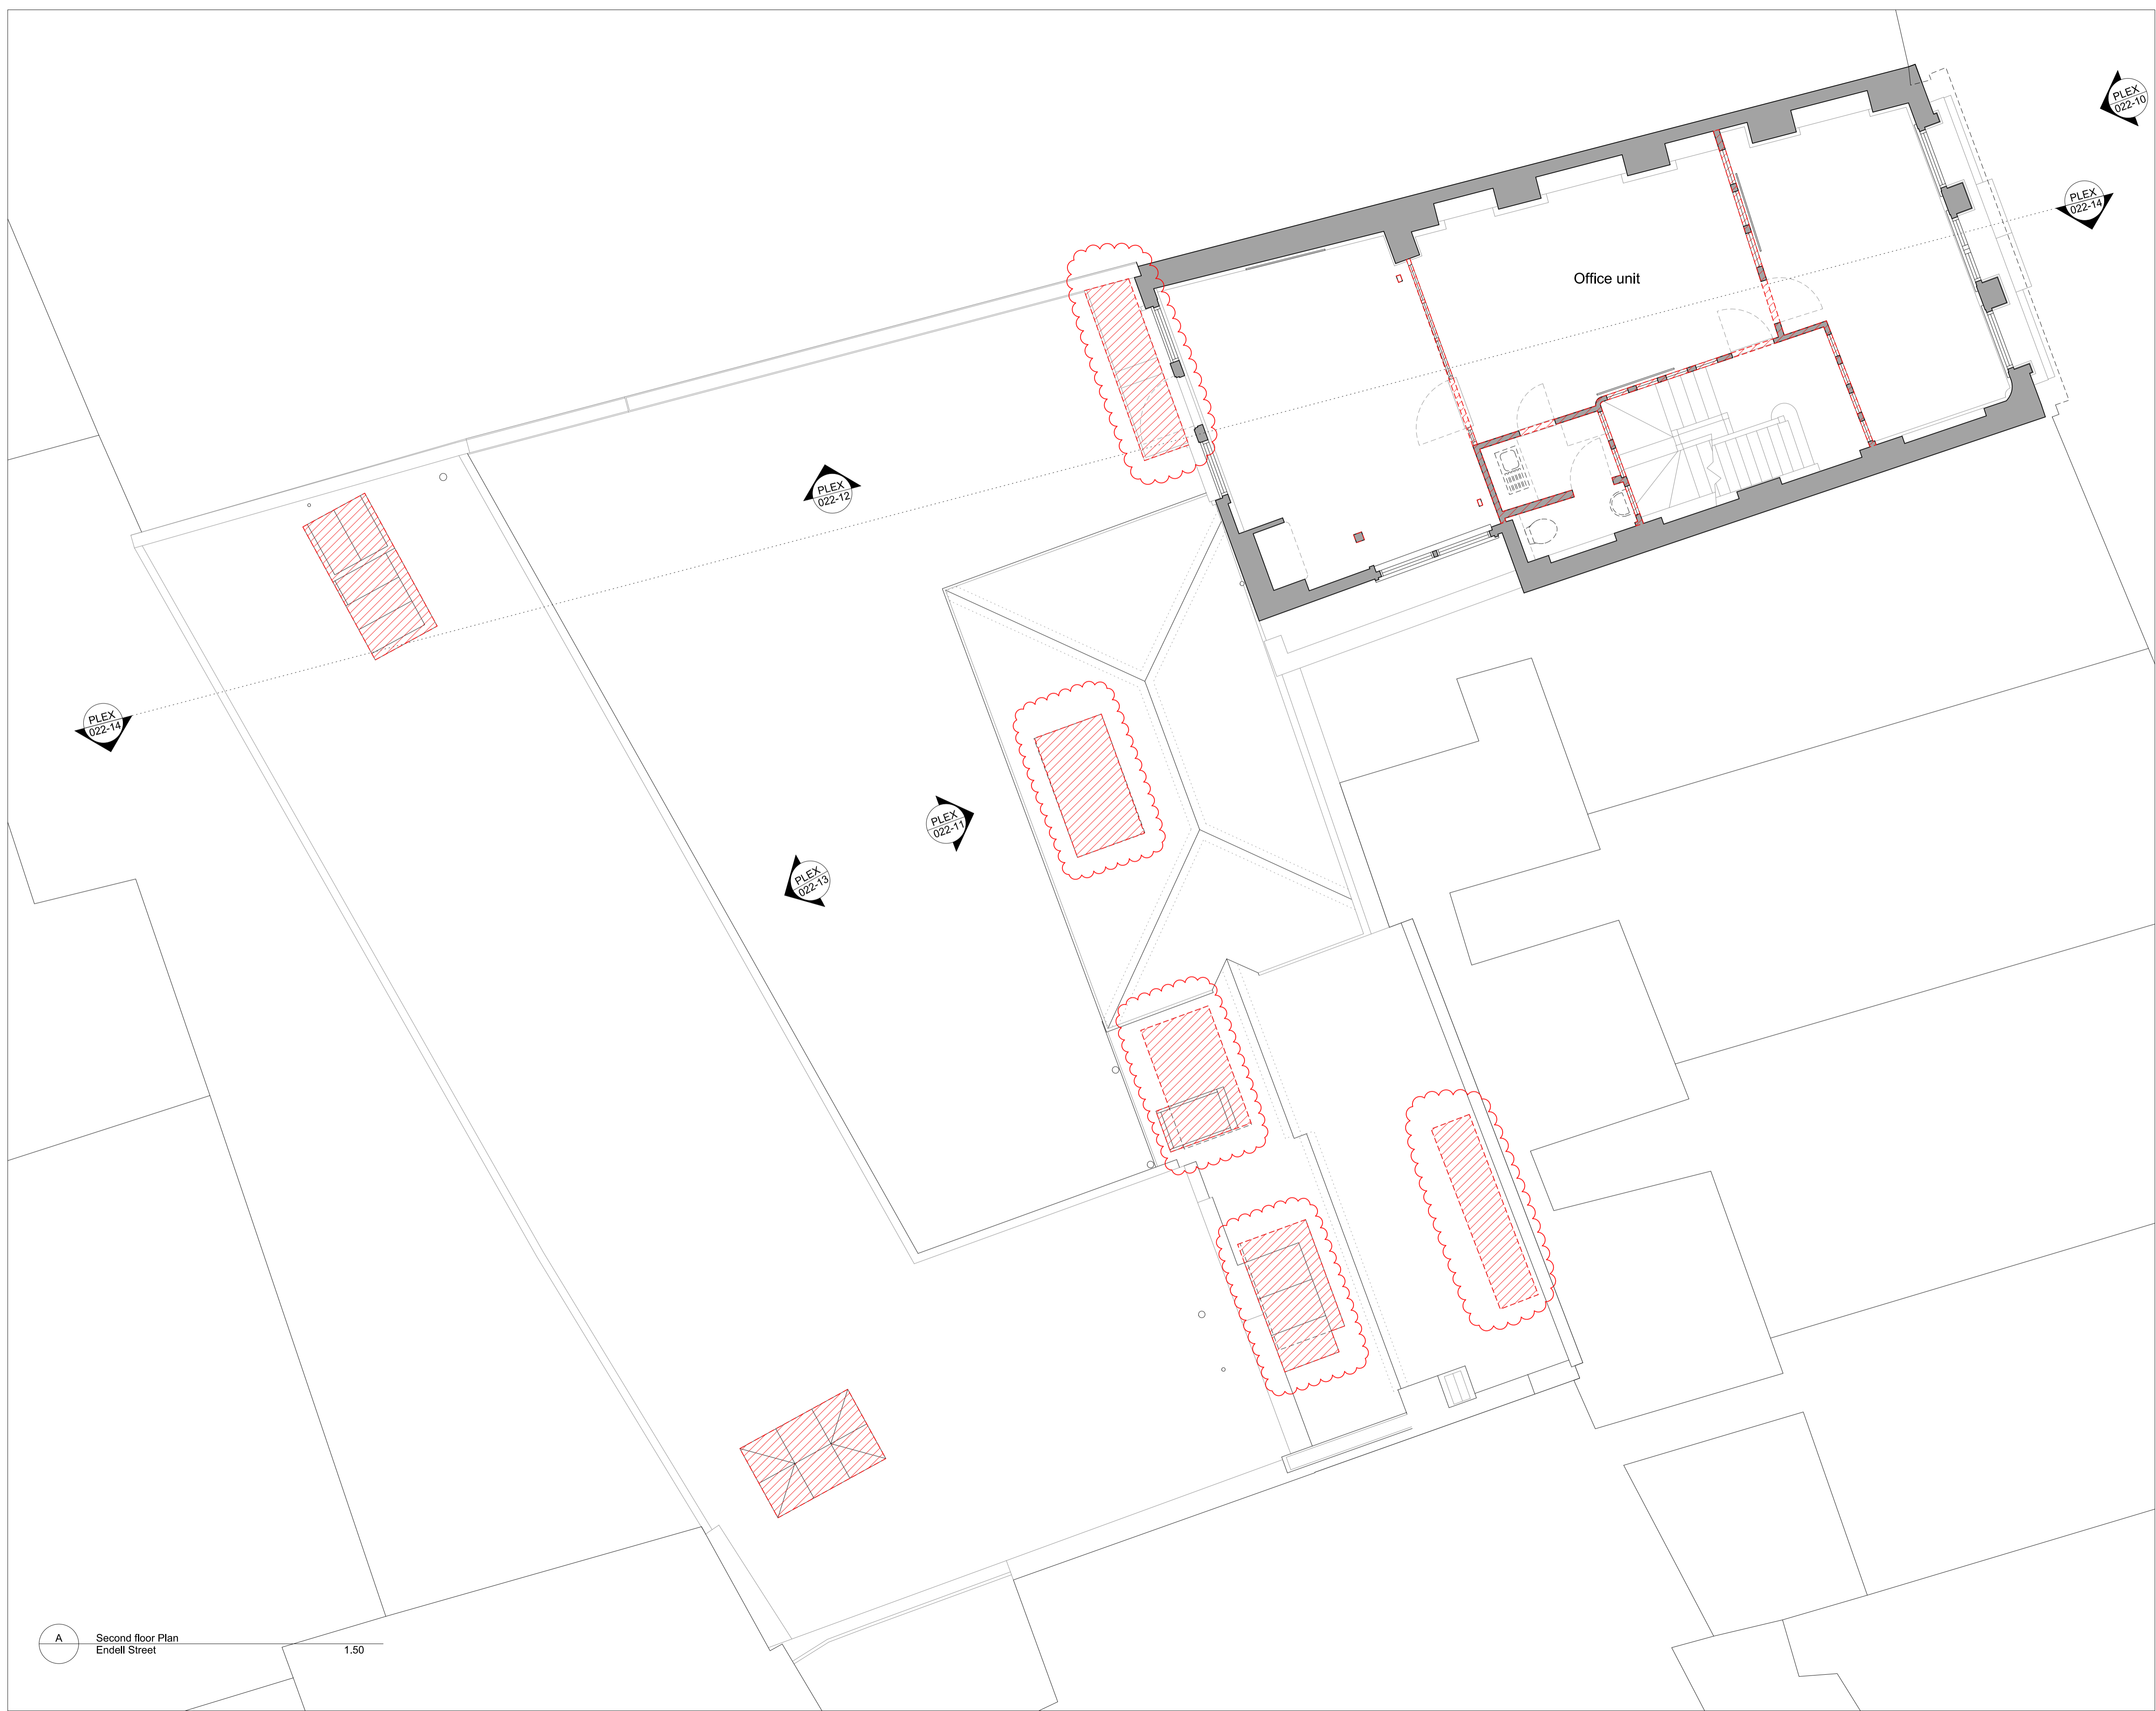 PLEX
022-10
PLEX
022-14
Office unit
PLEX
022-12
PLEX
022-14
PLEX
022-11
PLEX
022-13
A
Second floor Plan
Endell Street 1.50